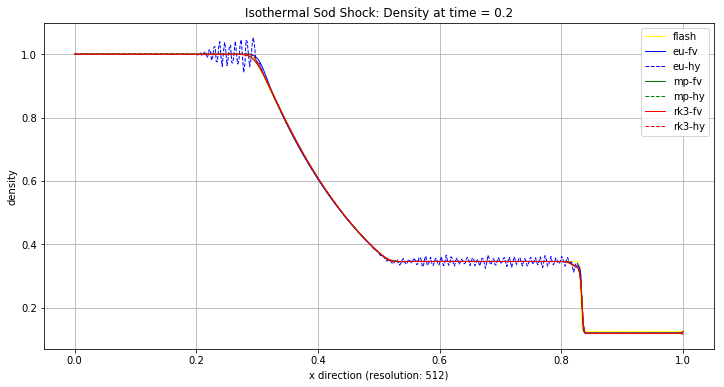 Isothermal Sod Shock: Density at time = 0.2
density
1.0
0.8
0.6
0.4
0.2
0.0
0.2
0.4
0.6
0.8
1.0
x direction (resolution: 512)
flash
eu-fv
eu-hy
mp-fv
mp-hy
rk3-fv
rk3-hy